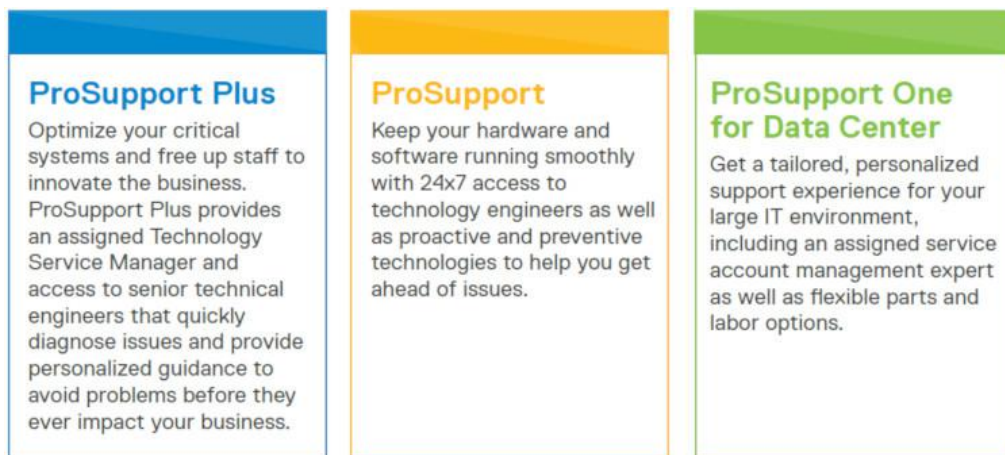 ProSupport Plus
Optimize your critical
systems and free up staff to
innovate the business.
ProSupport Plus provides
an assigned Technology
Service Manager and
access to senior technical
engineers that quickly
diagnose issues and provide
personalized guidance to
avoid problems before they
ever impact your business.
ProSupport
Keep your hardware and
software running smoothly
with 24x7 access to
technology engineers as well
as proactive and preventive
technologies to help you get
ahead of issues.
ProSupport One
for Data Center
Get a tailored, personalized
support experience for your
large IT environment,
including an assigned service
account management expert
as well as flexible parts and
labor options.